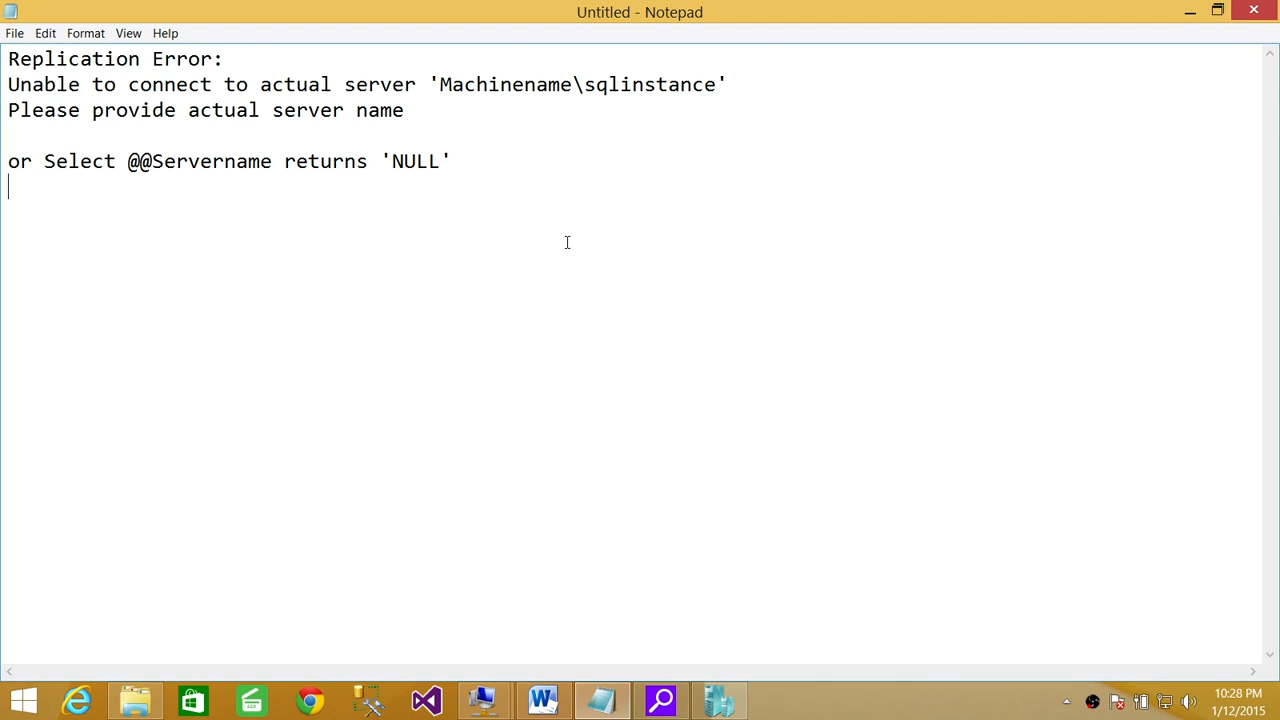 Untitled - Notepad
File Edit Format View Help
Replication Error:
Unable to connect to actual server 'Machinename\sqlinstance'
Please provide actual server name
or Select @@Servername returns 'NULL'
10:28 PM
1/12/2015